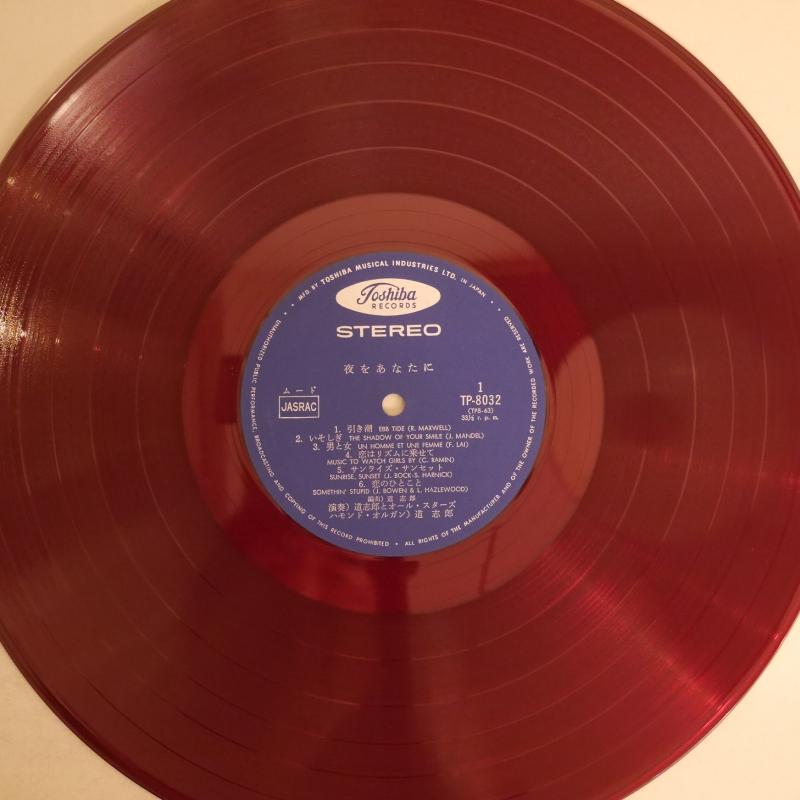 • MFD. BY TOSHIBA MUSICAL INDUSTRIES LTD. IN JAPAN •
Toshiba
RECORDS
STEREO
夜をあなたに
ムード
JASRAC
1
TP-8032
(TPB-63)
33⅓ r. p. m.
1. 引き潮 EBB TIDE (R. MAXWELL)
2. いそしぎ THE SHADOW OF YOUR SMILE (J. MANDEL)
3. 男と女 UN HOMME ET UNE FEMME (F. LAI)
4. 恋はリズムに乗せて
MUSIC TO WATCH GIRLS BY (C. RAMIN)
5. サンライズ・サンセット
SUNRISE, SUNSET (J. BOCK-S. HARNICK)
6. 恋のひとこと
SOMETHIN' STUPID (J. BOWEN & L. HAZLEWOOD)
編曲) 道 志郎
演奏) 道志郎とオール・スターズ
ハモンド・オルガン) 道 志 郎
• ALL RIGHTS OF THE MANUFACTURER AND OF THE OWNER OF THE RECORDED WORK ARE RESERVED
UNAUTHORIZED PUBLIC PERFORMANCE, BROADCASTING AND COPYING OF THIS RECORD PROHIBITED